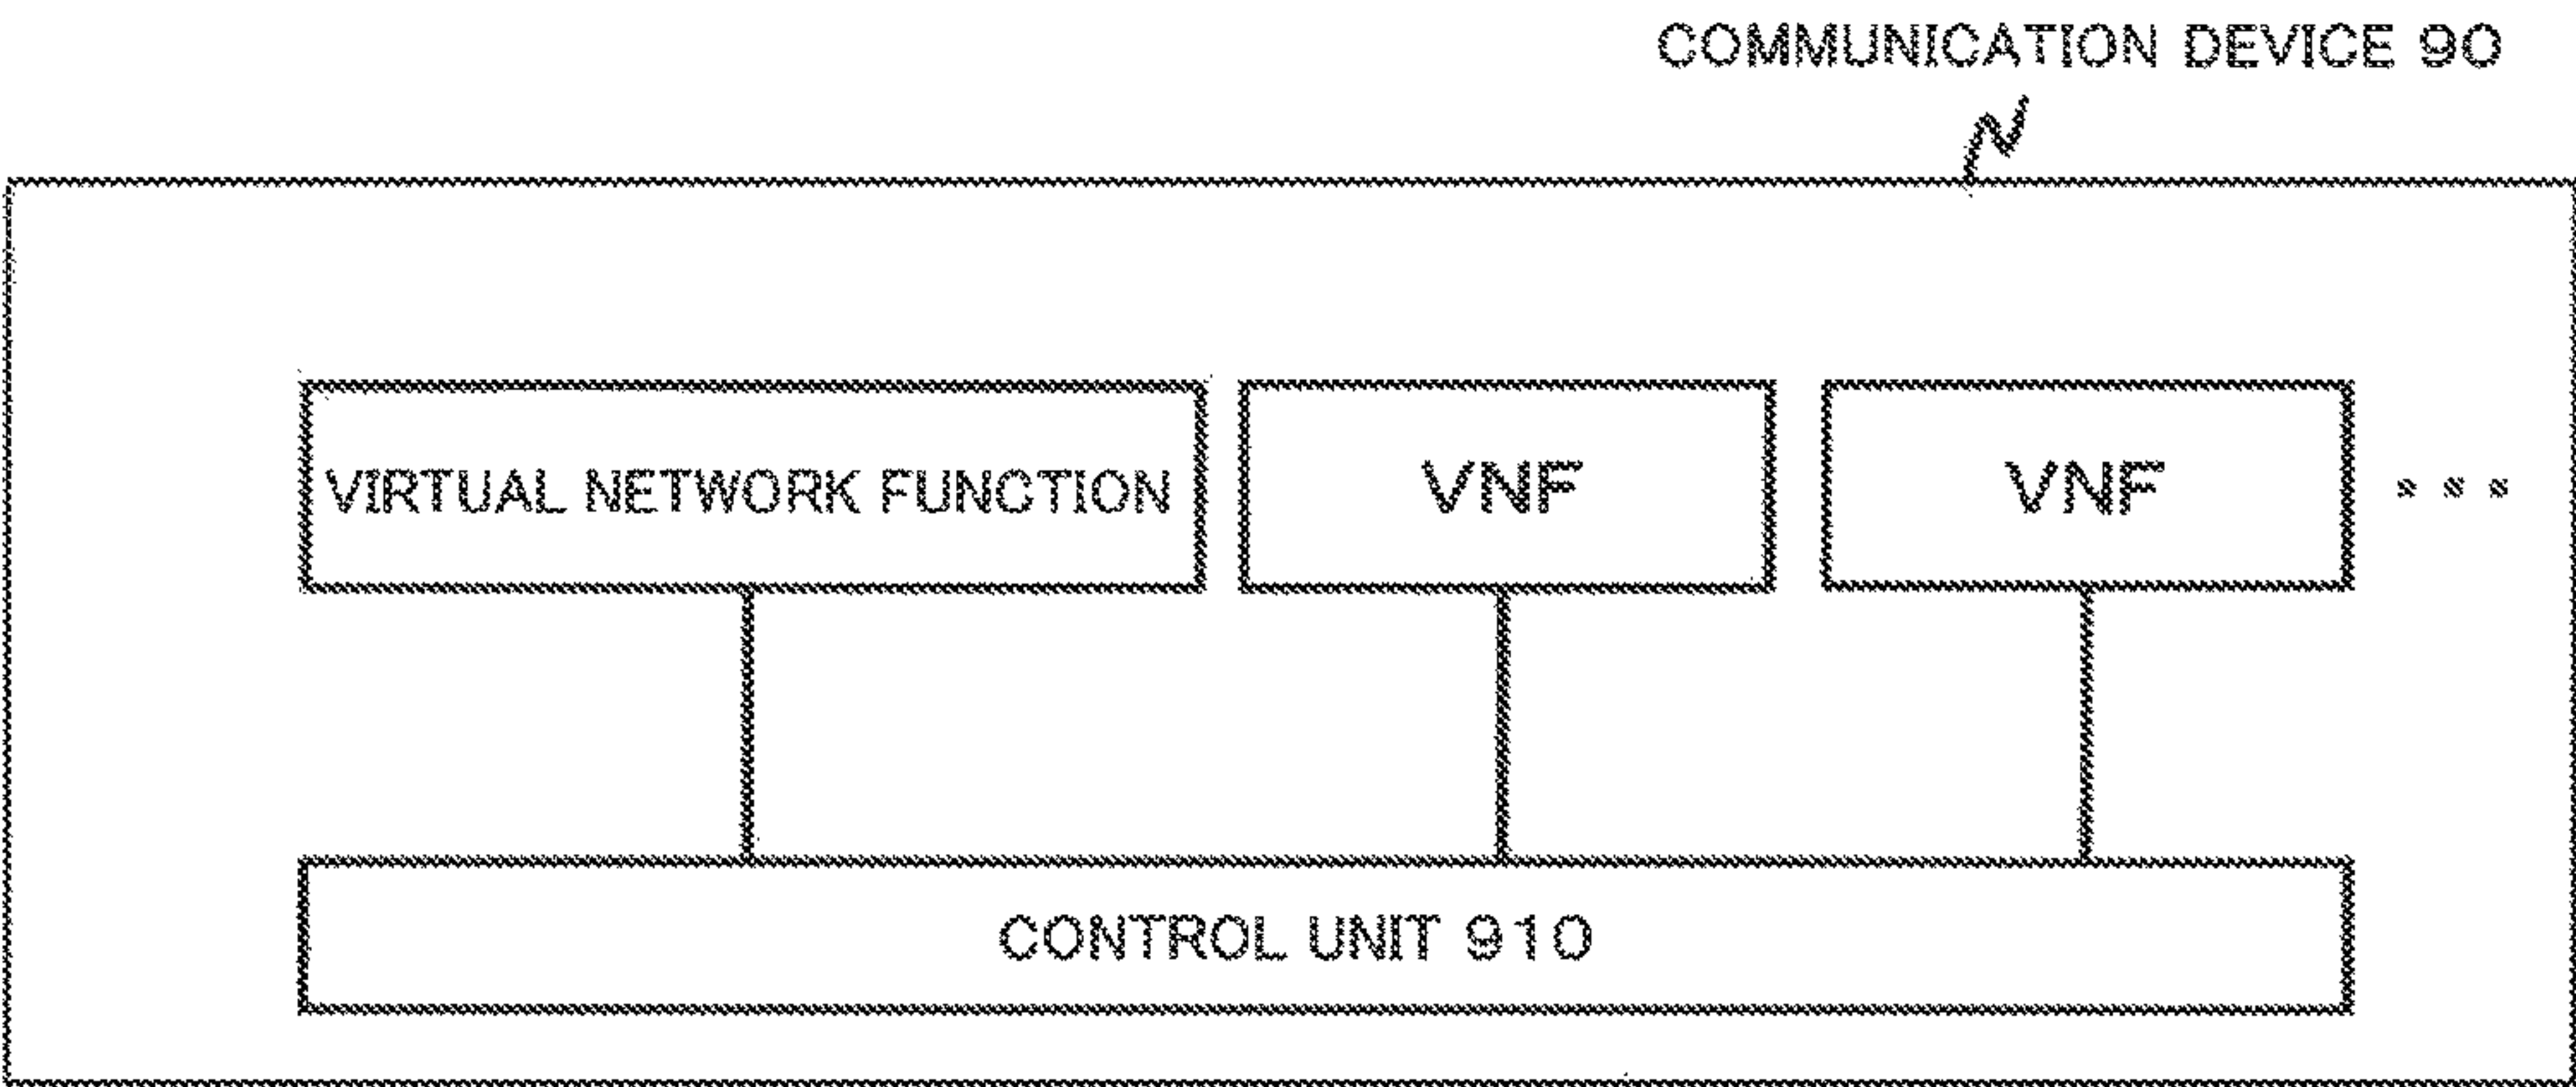 COMMUNICATION DEVICE 90
VIRTUAL NETWORK FUNCTION
VNF
VNF
CONTROL UNIT 910